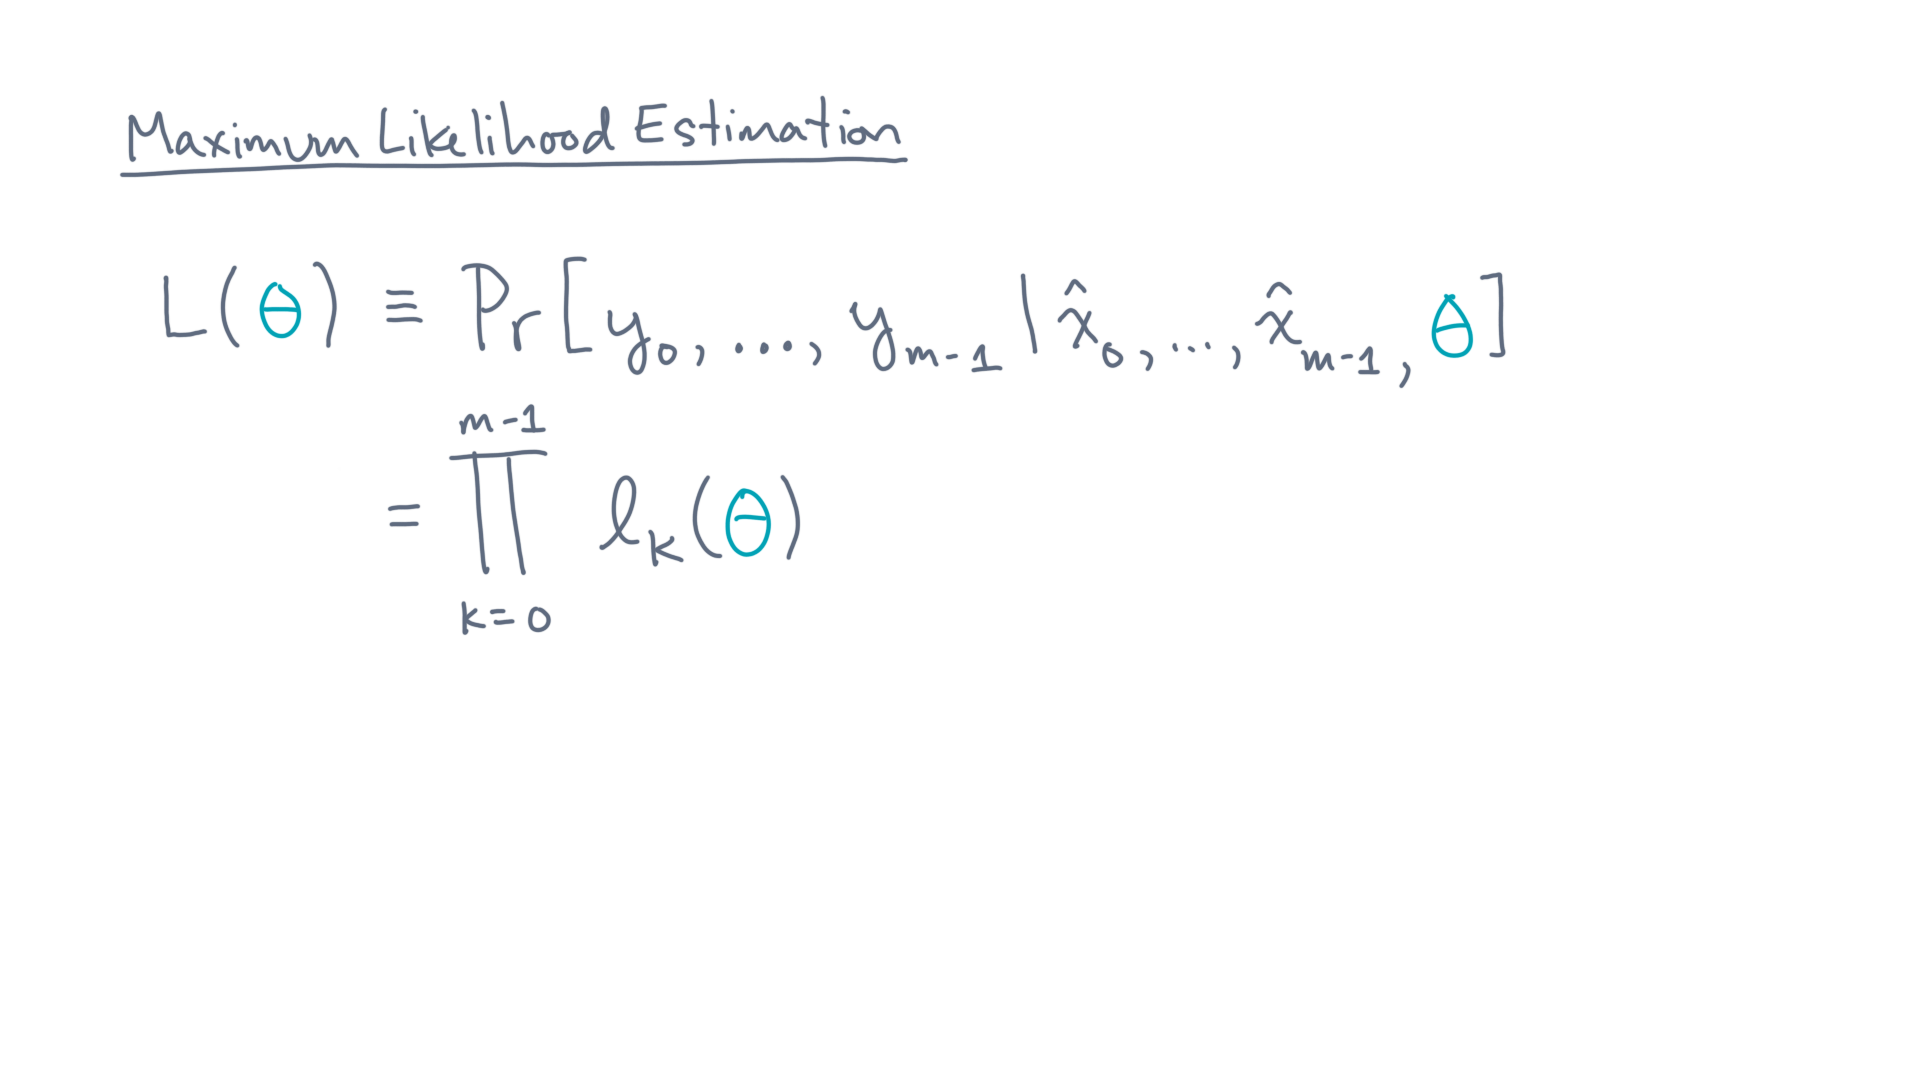 Maximum Likelihood Estimation
L(θ) ≡ Pr[y₀, ..., yₘ₋₁ | x̂₀, ..., x̂ₘ₋₁, θ]
m-1
= ∏ ℓₖ(θ)
k=0